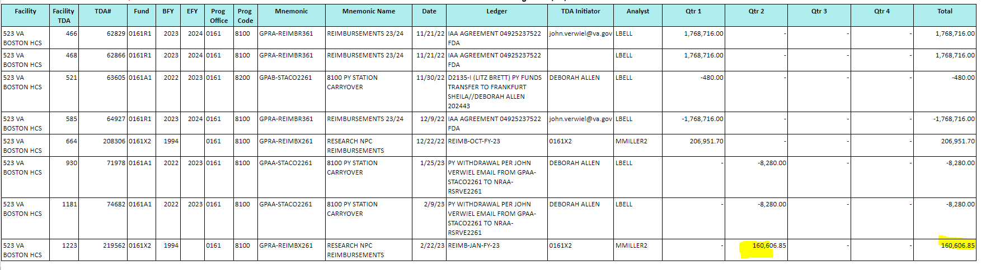 Facility Facility TDA# Fund BFY EFY Prog Prog Mnemonic Mnemonic Name Date Ledger TDA Initiator Analyst Qtr 1 Qtr 2 Qtr 3 Qtr 4 Total
TDA Office Code
523 VA 466 62829 0161R1 2023 2024 0161 8100 GPRA-REIMBR361 REIMBURSEMENTS 23/24 11/21/22 IAA AGREEMENT 04925237522 john.verwiel@va.gov LBELL 1,768,716.00 - - - 1,768,716.00
BOSTON HCS FDA
523 VA 468 62866 0161R1 2023 2024 0161 8100 GPRA-REIMBR361 REIMBURSEMENTS 23/24 11/21/22 IAA AGREEMENT 04925237522 LBELL 1,768,716.00 - - - 1,768,716.00
BOSTON HCS FDA
523 VA 521 63605 0161A1 2022 2023 0161 8200 GPAB-STACO2261 8100 PY STATION 11/30/22 D2135-I (LITZ BRETT) PY FUNDS DEBORAH ALLEN LBELL -480.00 - - - -480.00
BOSTON HCS CARRYOVER TRANSFER TO FRANKFURT
SHEILA//DEBORAH ALLEN
202443
523 VA 585 64927 0161R1 2023 2024 0161 8100 GPRA-REIMBR361 REIMBURSEMENTS 23/24 12/9/22 IAA AGREEMENT 04925237522 john.verwiel@va.gov LBELL -1,768,716.00 - - - -1,768,716.00
BOSTON HCS FDA
523 VA 664 208306 0161X2 1994 0161 8100 GPRA-REIMBX261 RESEARCH NPC 12/22/22 REIMB-OCT-FY-23 0161X2 MMILLER2 206,951.70 - - - 206,951.70
BOSTON HCS REIMBURSEMENTS
523 VA 930 71978 0161A1 2022 2023 0161 8100 GPAA-STACO2261 8100 PY STATION 1/25/23 PY WITHDRAWAL PER JOHN DEBORAH ALLEN LBELL - -8,280.00 - - -8,280.00
BOSTON HCS CARRYOVER VERWIEL EMAIL FROM GPAA-
STACO2261 TO NRAA-
RSRVE2261
523 VA 1181 74682 0161A1 2022 2023 0161 8100 GPAA-STACO2261 8100 PY STATION 2/9/23 PY WITHDRAWAL PER JOHN DEBORAH ALLEN LBELL - -8,280.00 - - -8,280.00
BOSTON HCS CARRYOVER VERWIEL EMAIL FROM GPAA-
STACO2261 TO NRAA-
RSRVE2261
523 VA 1223 219562 0161X2 1994 0161 8100 GPRA-REIMBX261 RESEARCH NPC 2/22/23 REIMB-JAN-FY-23 0161X2 MMILLER2 - 160,606.85 - - 160,606.85
BOSTON HCS REIMBURSEMENTS